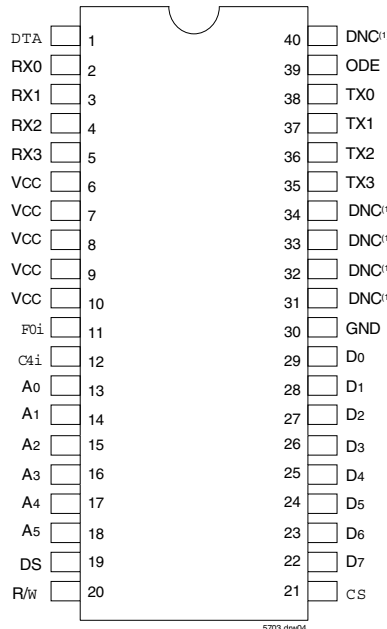 DTA 1 40 DNC(1
RX0 2 39 ODE
RX1 3 38 TX0
RX2 4 37 TX1
RX3 5 36 TX2
VCC 6 35 TX3
VCC 7 34 DNC(1
VCC 8 33 DNC(1
VCC 9 32 DNC(1
VCC 10 31 DNC(1
F0i 11 30 GND
C4i 12 29 D0
A0 13 28 D1
A1 14 27 D2
A2 15 26 D3
A3 16 25 D4
A4 17 24 D5
A5 18 23 D6
DS 19 22 D7
R/W 20 21 CS
5703 drw04